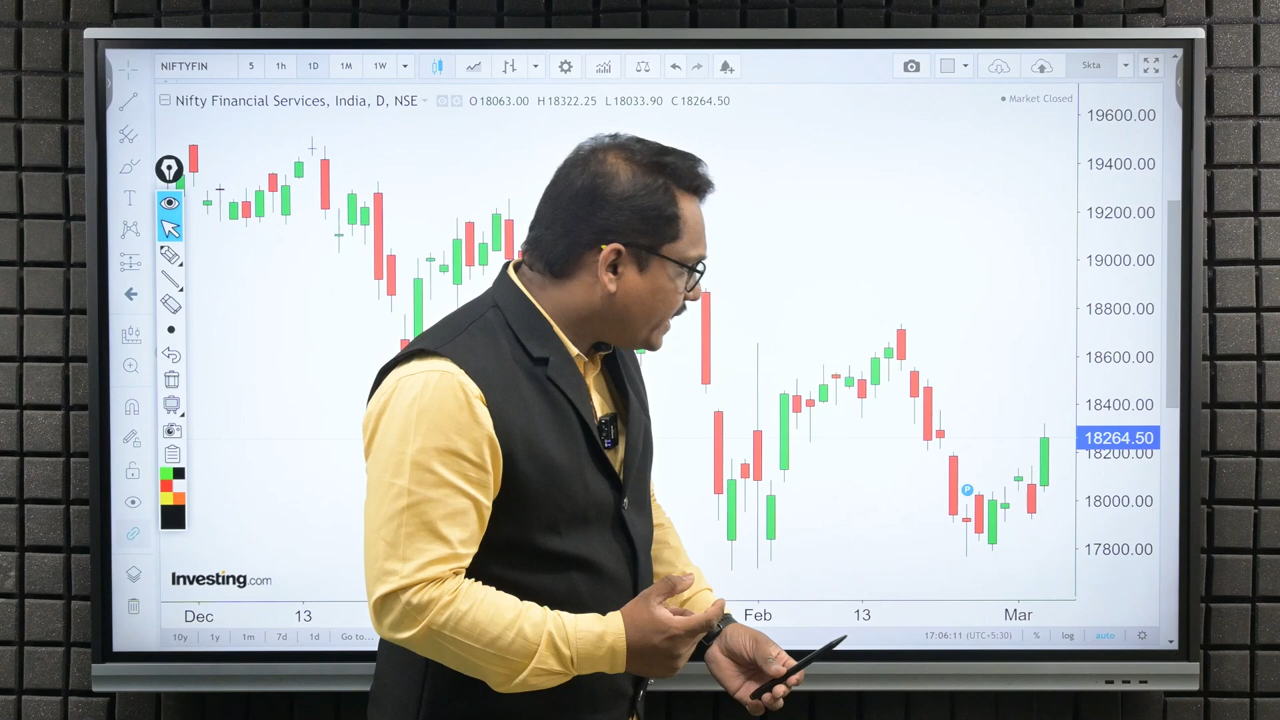 NIFTYFIN 5 1h 1D 1M 1W Skta
Nifty Financial Services, India, D, NSE O18063.00 H18322.25 L18033.90 C18264.50 Market Closed
19600.00
19400.00
19200.00
19000.00
18800.00
18600.00
18400.00
18264.50
18200.00
18000.00
P
17800.00
Investing.com
Dec 13 Feb 13 Mar
10y 1y 1m 7d 1d Go to... 17:06:11 (UTC+5:30) % log auto